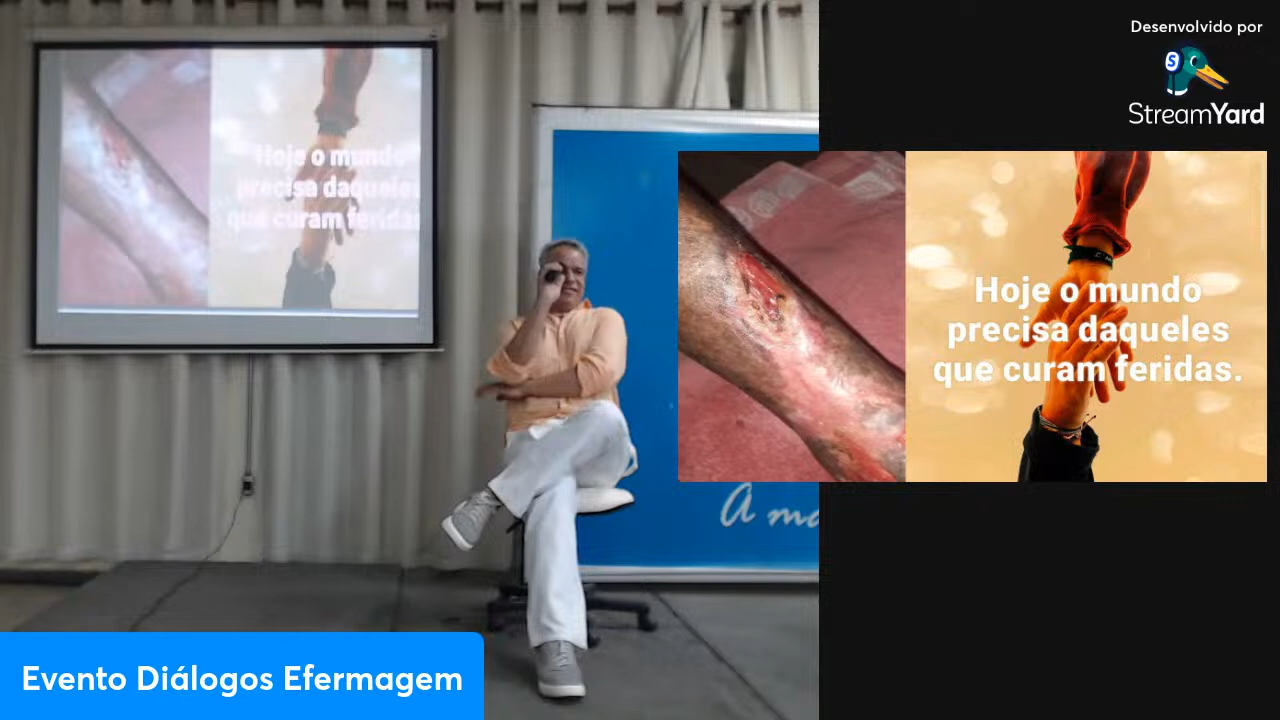 Desenvolvido por
S
StreamYard
Hoje o mundo
precisa daqueles
que curam feridas
Hoje o mundo
precisa daqueles
que curam feridas.
A
Evento Diálogos Efermagem